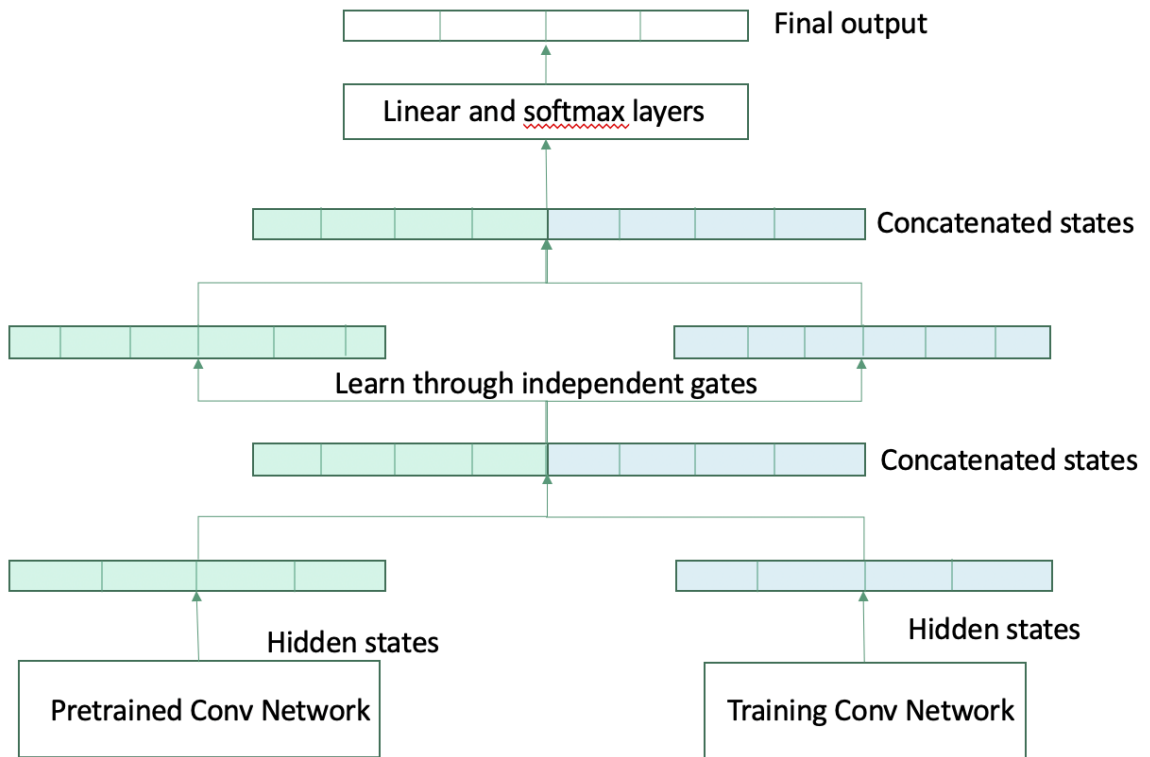 Final output
Linear and softmax layers
Concatenated states
Learn through independent gates
Concatenated states
Hidden states
Hidden states
Pretrained Conv Network
Training Conv Network